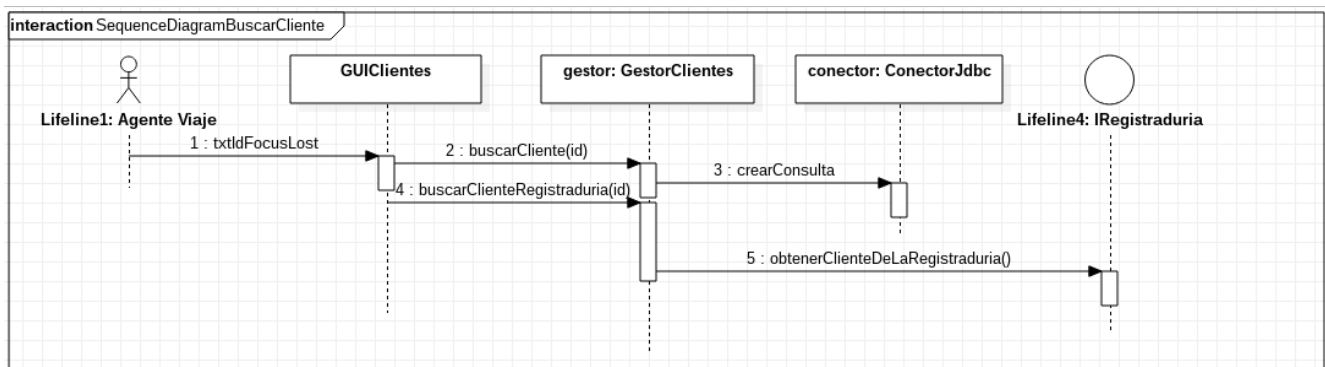 interaction SequenceDiagramBuscarCliente
GUIClientes
gestor: GestorClientes
conector: ConectorJdbc
Lifeline1: Agente Viaje
Lifeline4: IRegistraduria
1 : txtIdFocusLost
2 : buscarCliente(id)
3 : crearConsulta
4 : buscarClienteRegistraduria(id)
5 : obtenerClienteDeLaRegistraduria()